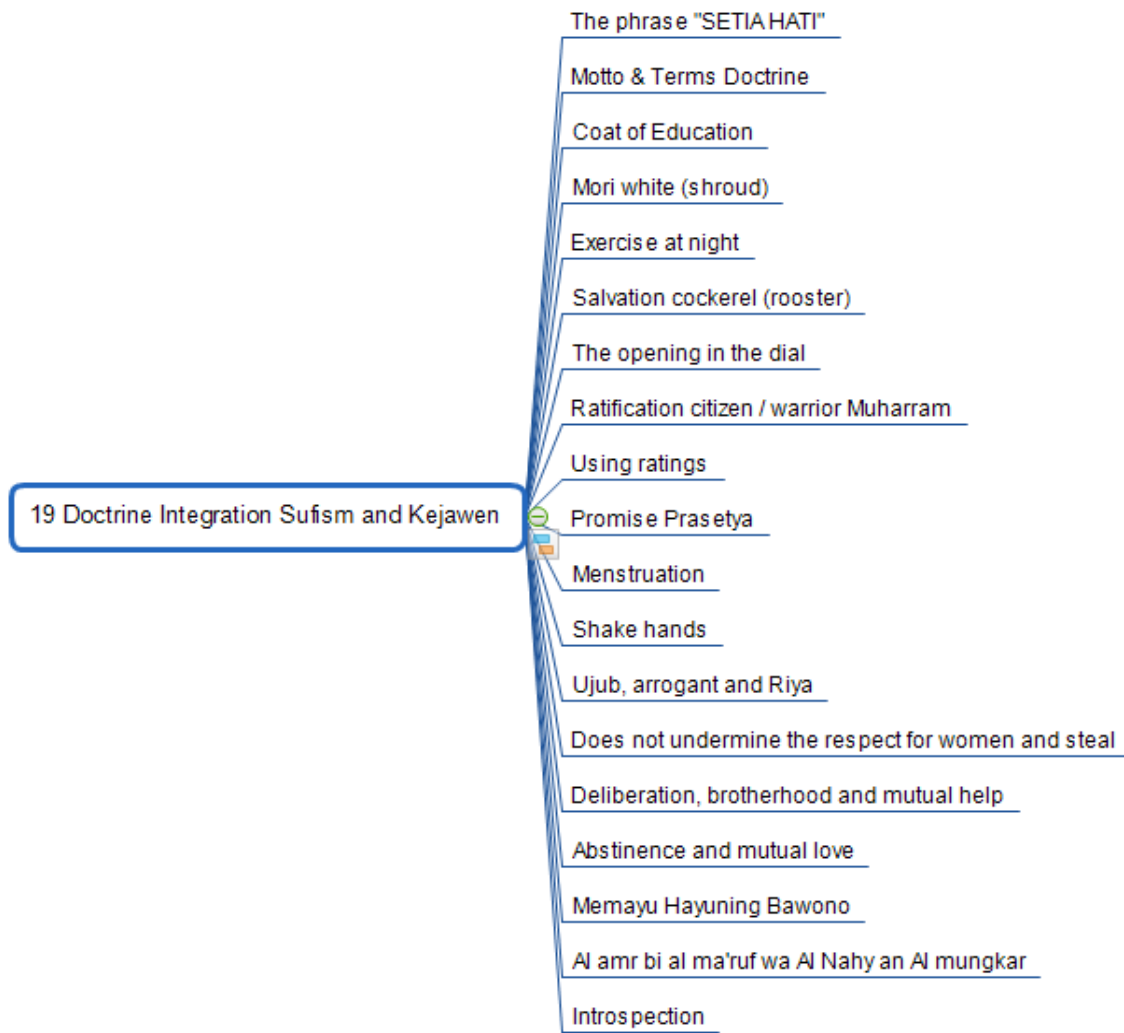 The phrase "SETIA HATI"
Motto & Terms Doctrine
Coat of Education
Mori white (shroud)
Exercise at night
Salvation cockerel (rooster)
The opening in the dial
Ratification citizen / warrior Muharram
Using ratings
19 Doctrine Integration Sufism and Kejawen
Promise Prasetya
Menstruation
Shake hands
Ujub, arrogant and Riya
Does not undermine the respect for women and steal
Deliberation, brotherhood and mutual help
Abstinence and mutual love
Memayu Hayuning Bawono
Al amr bi al ma'ruf wa Al Nahy an Al mungkar
Introspection